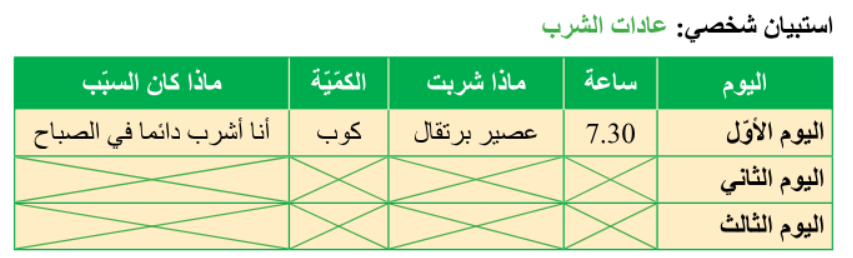 استبيان شخصي: عادات الشرب
اليوم ساعة ماذا شربت الكمّيّة ماذا كان السبّب
اليوم الأوّل 7.30 عصير برتقال كوب أنا أشرب دائما في الصباح
اليوم الثاني
اليوم الثالث